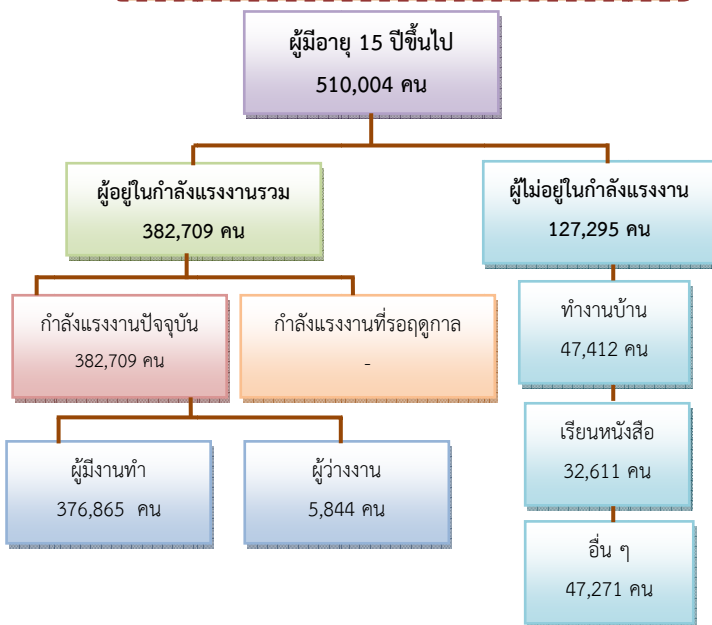 ผู้มีอายุ 15 ปีขึ้นไป
510,004 คน
ผู้อยู่ในกำลังแรงงานรวม
382,709 คน
ผู้ไม่อยู่ในกำลังแรงงาน
127,295 คน
กำลังแรงงานปัจจุบัน
382,709 คน
กำลังแรงงานที่รอฤดูกาล
-
ทำงานบ้าน
47,412 คน
ผู้มีงานทำ
376,865 คน
ผู้ว่างงาน
5,844 คน
เรียนหนังสือ
32,611 คน
อื่น ๆ
47,271 คน